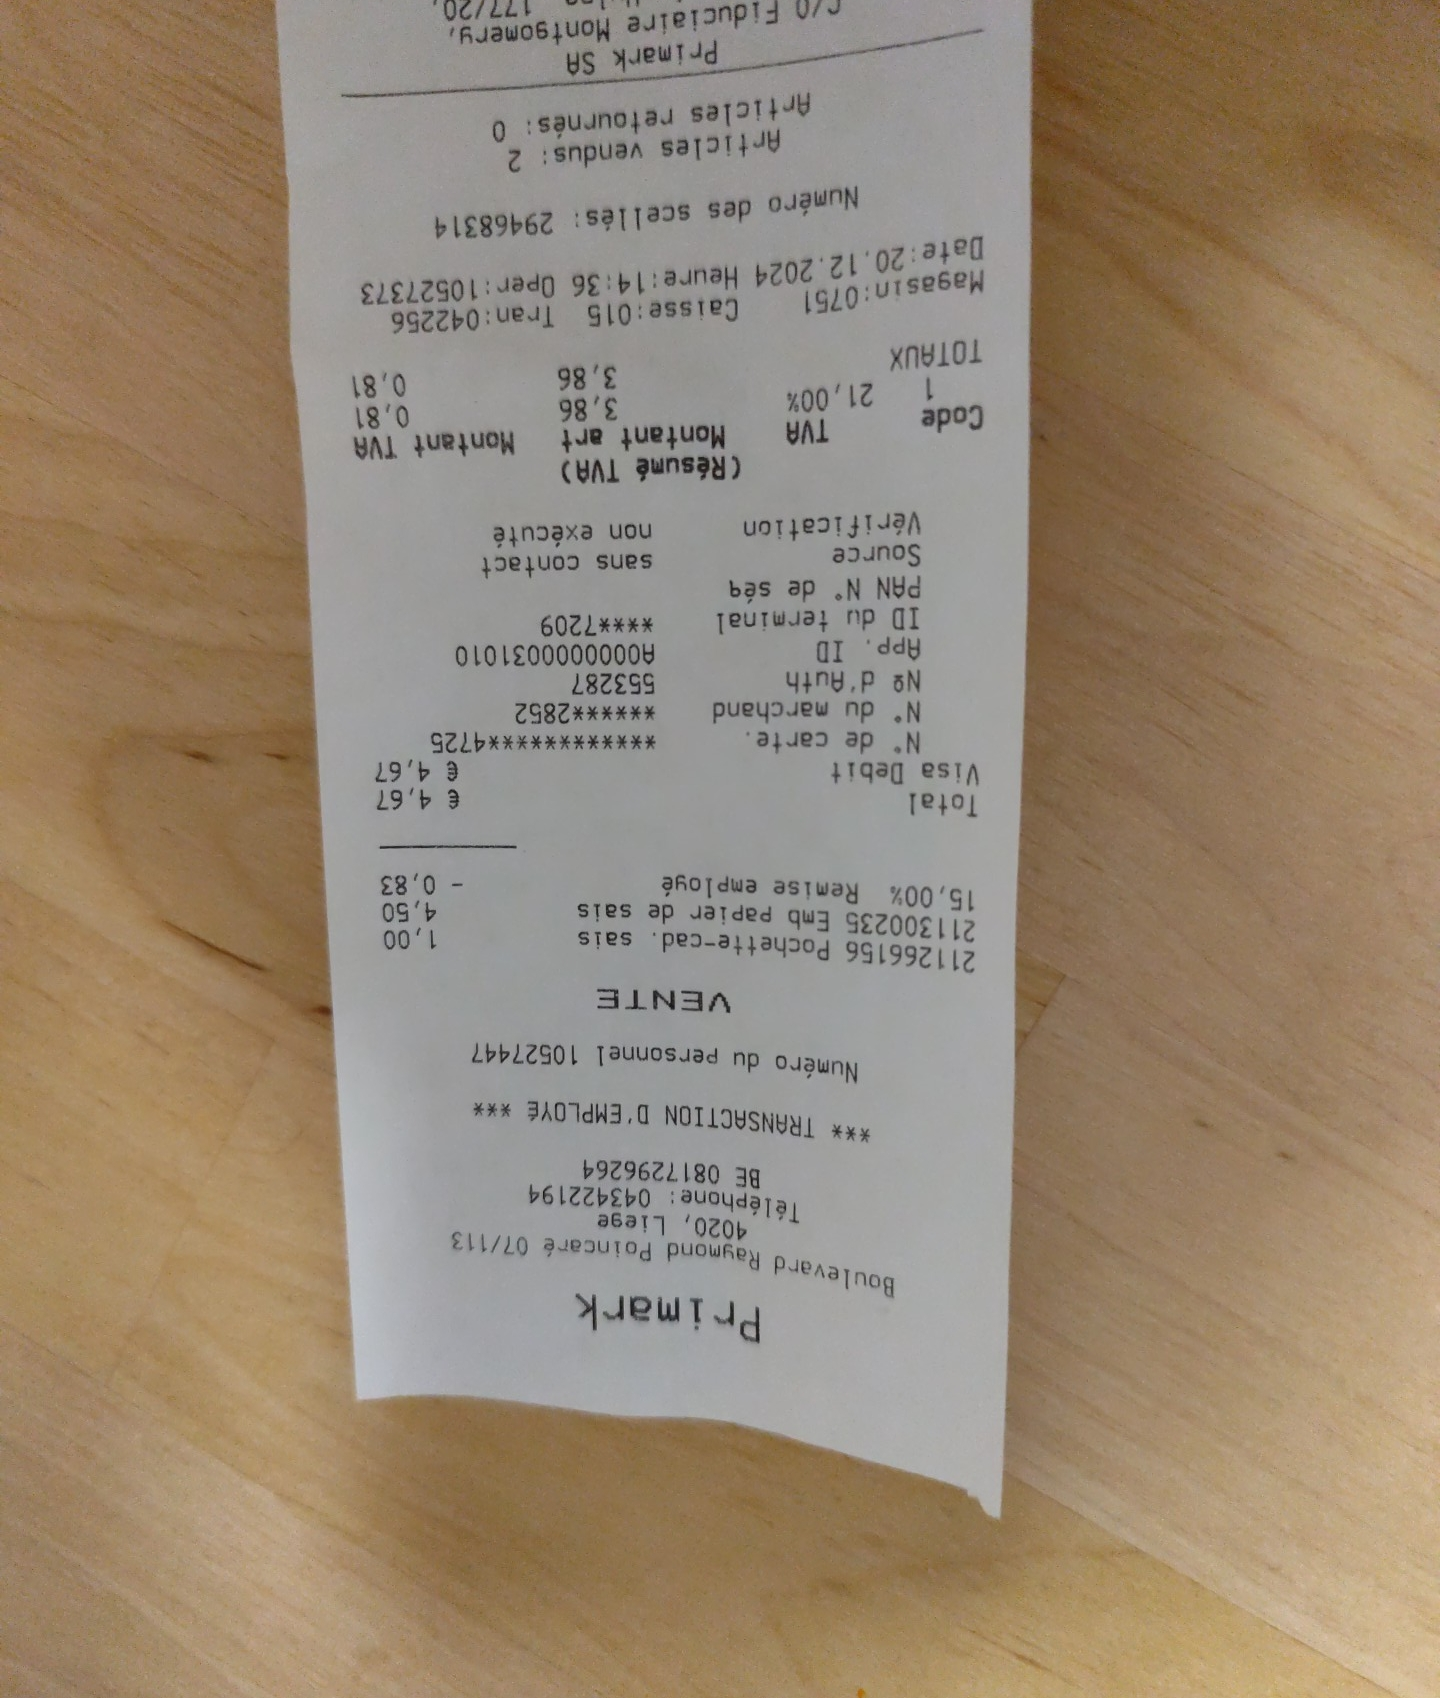 Primark
Boulevard Raymond Poincaré 07/113
4020, Liege
Téléphone: 043422194
BE 0817296264
*** TRANSACTION D'EMPLOYÉ ***
Numéro du personnel 10527447
VENTE
211266156 Pochette-cad. sais 1,00
211300235 Emb papier de sais 4,50
15,00% Remise employé - 0,83
Total € 4,67
Visa Debit € 4,67
N° de carte. ************4725
N° du marchand ******2852
Nº d'Auth 553287
App. ID A0000000031010
ID du terminal ****7209
PAN N° de séq
Source sans contact
Vérification non exécuté
(Résumé TVA)
Code TVA Montant art Montant TVA
1 21,00% 3,86 0,81
TOTAUX 3,86 0,81
Magasin:0751 Caisse:015 Tran:042256
Date:20.12.2024 Heure:14:36 Oper:10527373
Numéro des scellés: 29468314
Articles vendus: 2
Articles retournés: 0
Primark SA
C/O Fiduciaire Montgomery,
177/20,